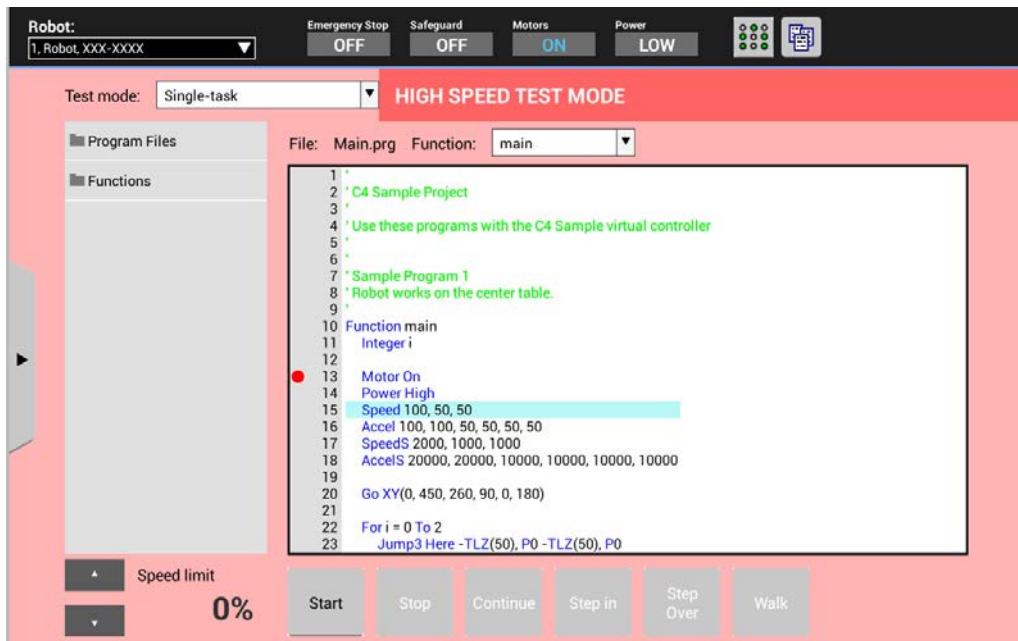 Robot:
1, Robot, XXX-XXXX
Emergency Stop
OFF
Safeguard
OFF
Motors
ON
Power
LOW
Test mode: Single-task
HIGH SPEED TEST MODE
Program Files
Functions
File: Main.prg Function: main
1 '
2 ' C4 Sample Project
3 '
4 ' Use these programs with the C4 Sample virtual controller
5 '
6 '
7 ' Sample Program 1
8 ' Robot works on the center table.
9 '
10 Function main
11 Integer i
12
13 Motor On
14 Power High
15 Speed 100, 50, 50
16 Accel 100, 100, 50, 50, 50, 50
17 SpeedS 2000, 1000, 1000
18 AccelS 20000, 20000, 10000, 10000, 10000, 10000
19
20 Go XY(0, 450, 260, 90, 0, 180)
21
22 For i = 0 To 2
23 Jump3 Here -TLZ(50), P0 -TLZ(50), P0
Speed limit
0%
Start
Stop
Continue
Step in
Step
Over
Walk